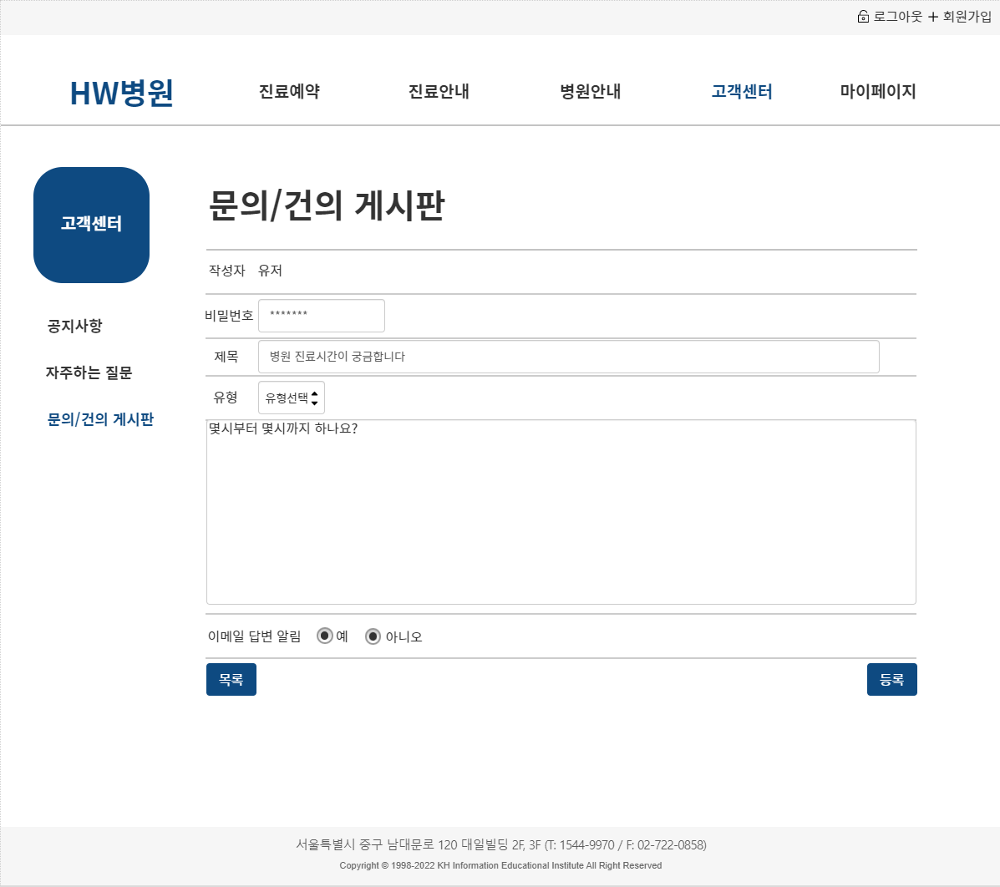 로그아웃 + 회원가입
HW병원 진료예약 진료안내 병원안내 고객센터 마이페이지
고객센터
공지사항
자주하는 질문
문의/건의 게시판
문의/건의 게시판
작성자 유저
비밀번호 *******
제목 병원 진료시간이 궁금합니다
유형 유형선택
몇시부터 몇시까지 하나요?
이메일 답변 알림 예 아니오
목록 등록
서울특별시 중구 남대문로 120 대일빌딩 2F, 3F (T: 1544-9970 / F: 02-722-0858)
Copyright © 1998-2022 KH Information Educational Institute All Right Reserved